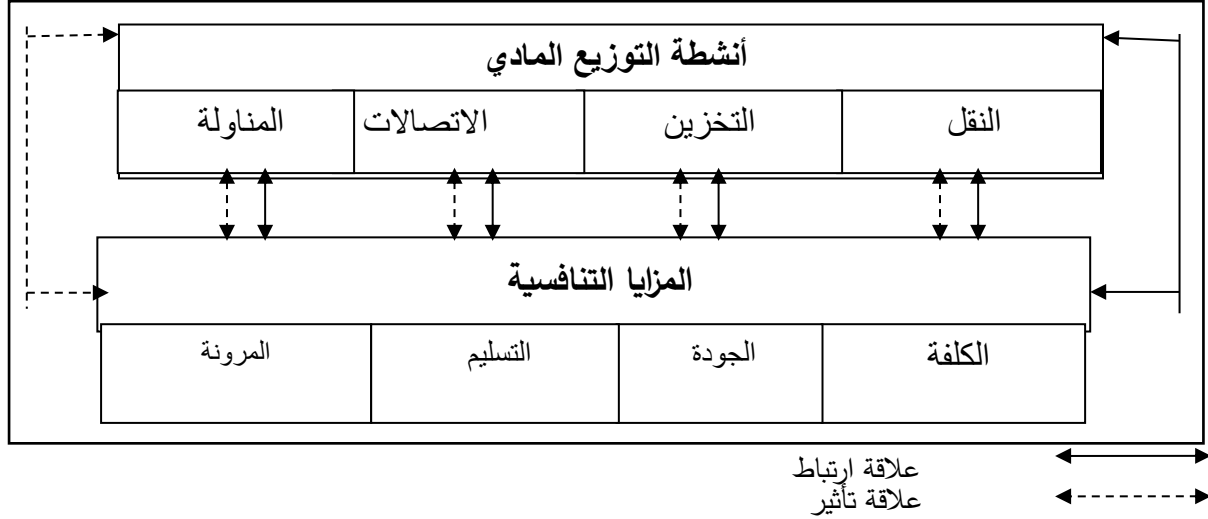 أنشطة التوزيع المادي
النقل التخزين الاتصالات المناولة
المزايا التنافسية
الكلفة الجودة التسليم المرونة
علاقة ارتباط
علاقة تأثير